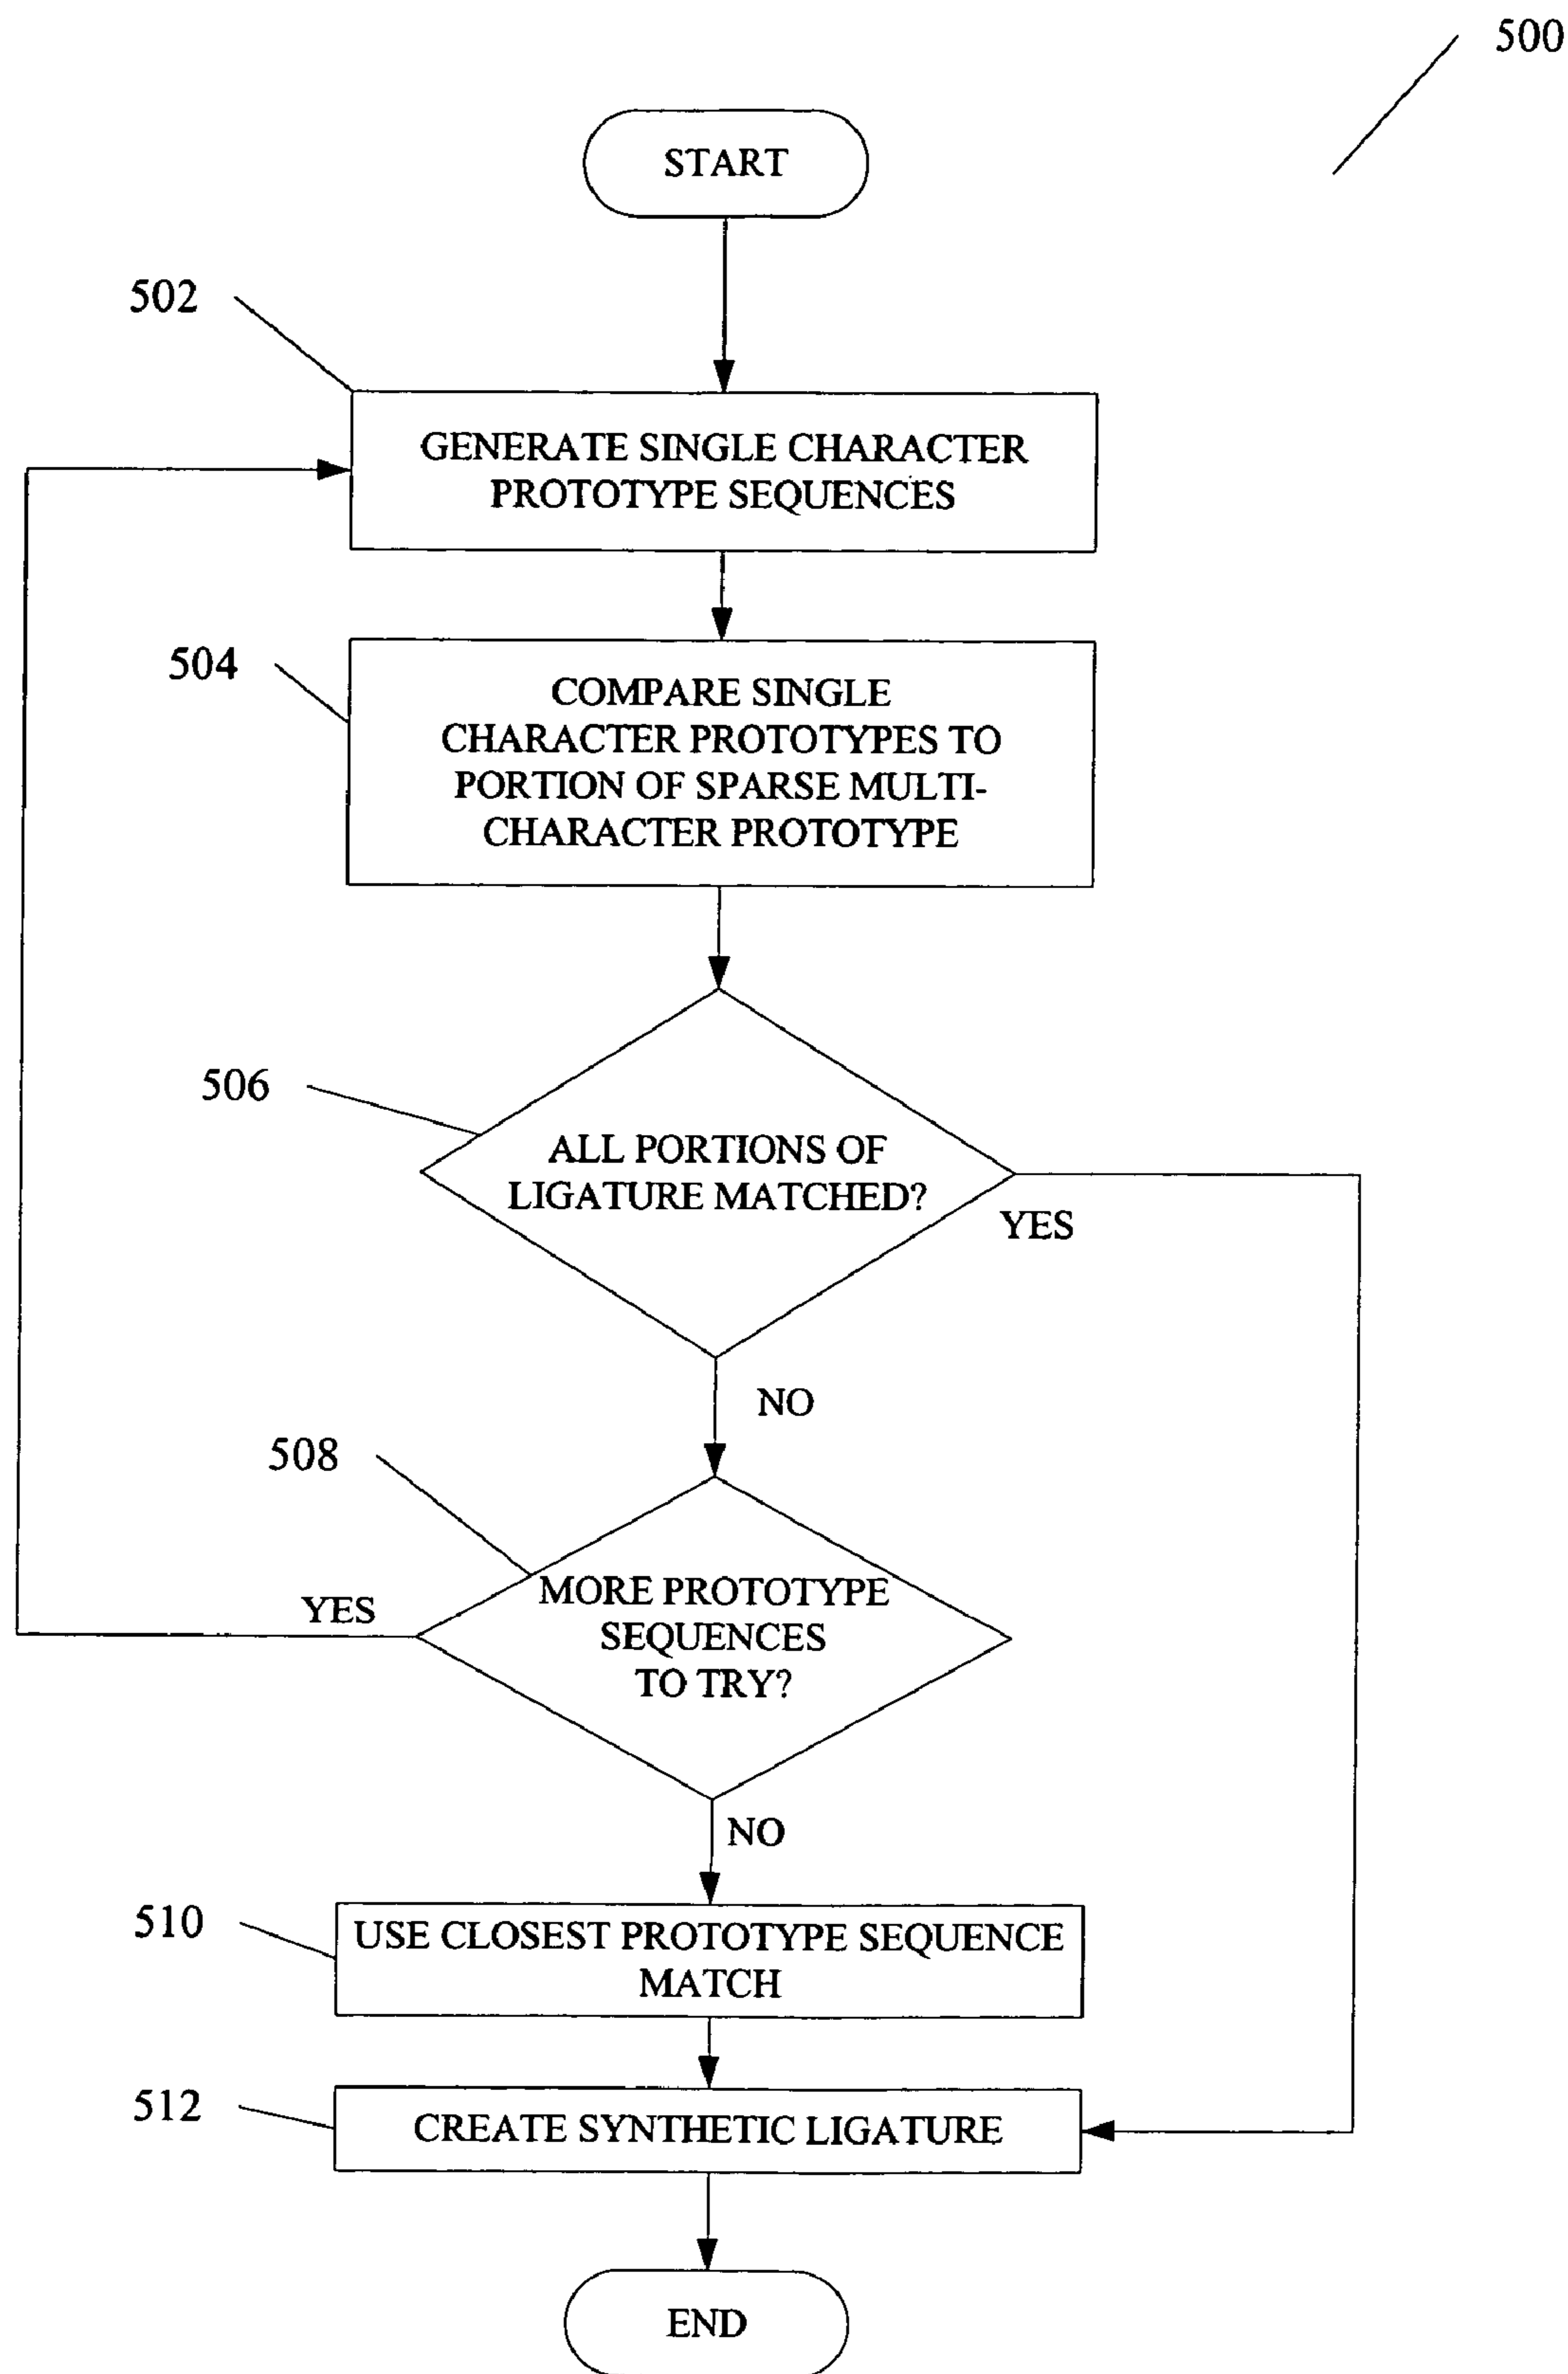 500
START
502
GENERATE SINGLE CHARACTER
PROTOTYPE SEQUENCES
504
COMPARE SINGLE
CHARACTER PROTOTYPES TO
PORTION OF SPARSE MULTI-
CHARACTER PROTOTYPE
506
ALL PORTIONS OF
LIGATURE MATCHED?
YES
NO
508
MORE PROTOTYPE
SEQUENCES
TO TRY?
YES
NO
510
USE CLOSEST PROTOTYPE SEQUENCE
MATCH
512
CREATE SYNTHETIC LIGATURE
END